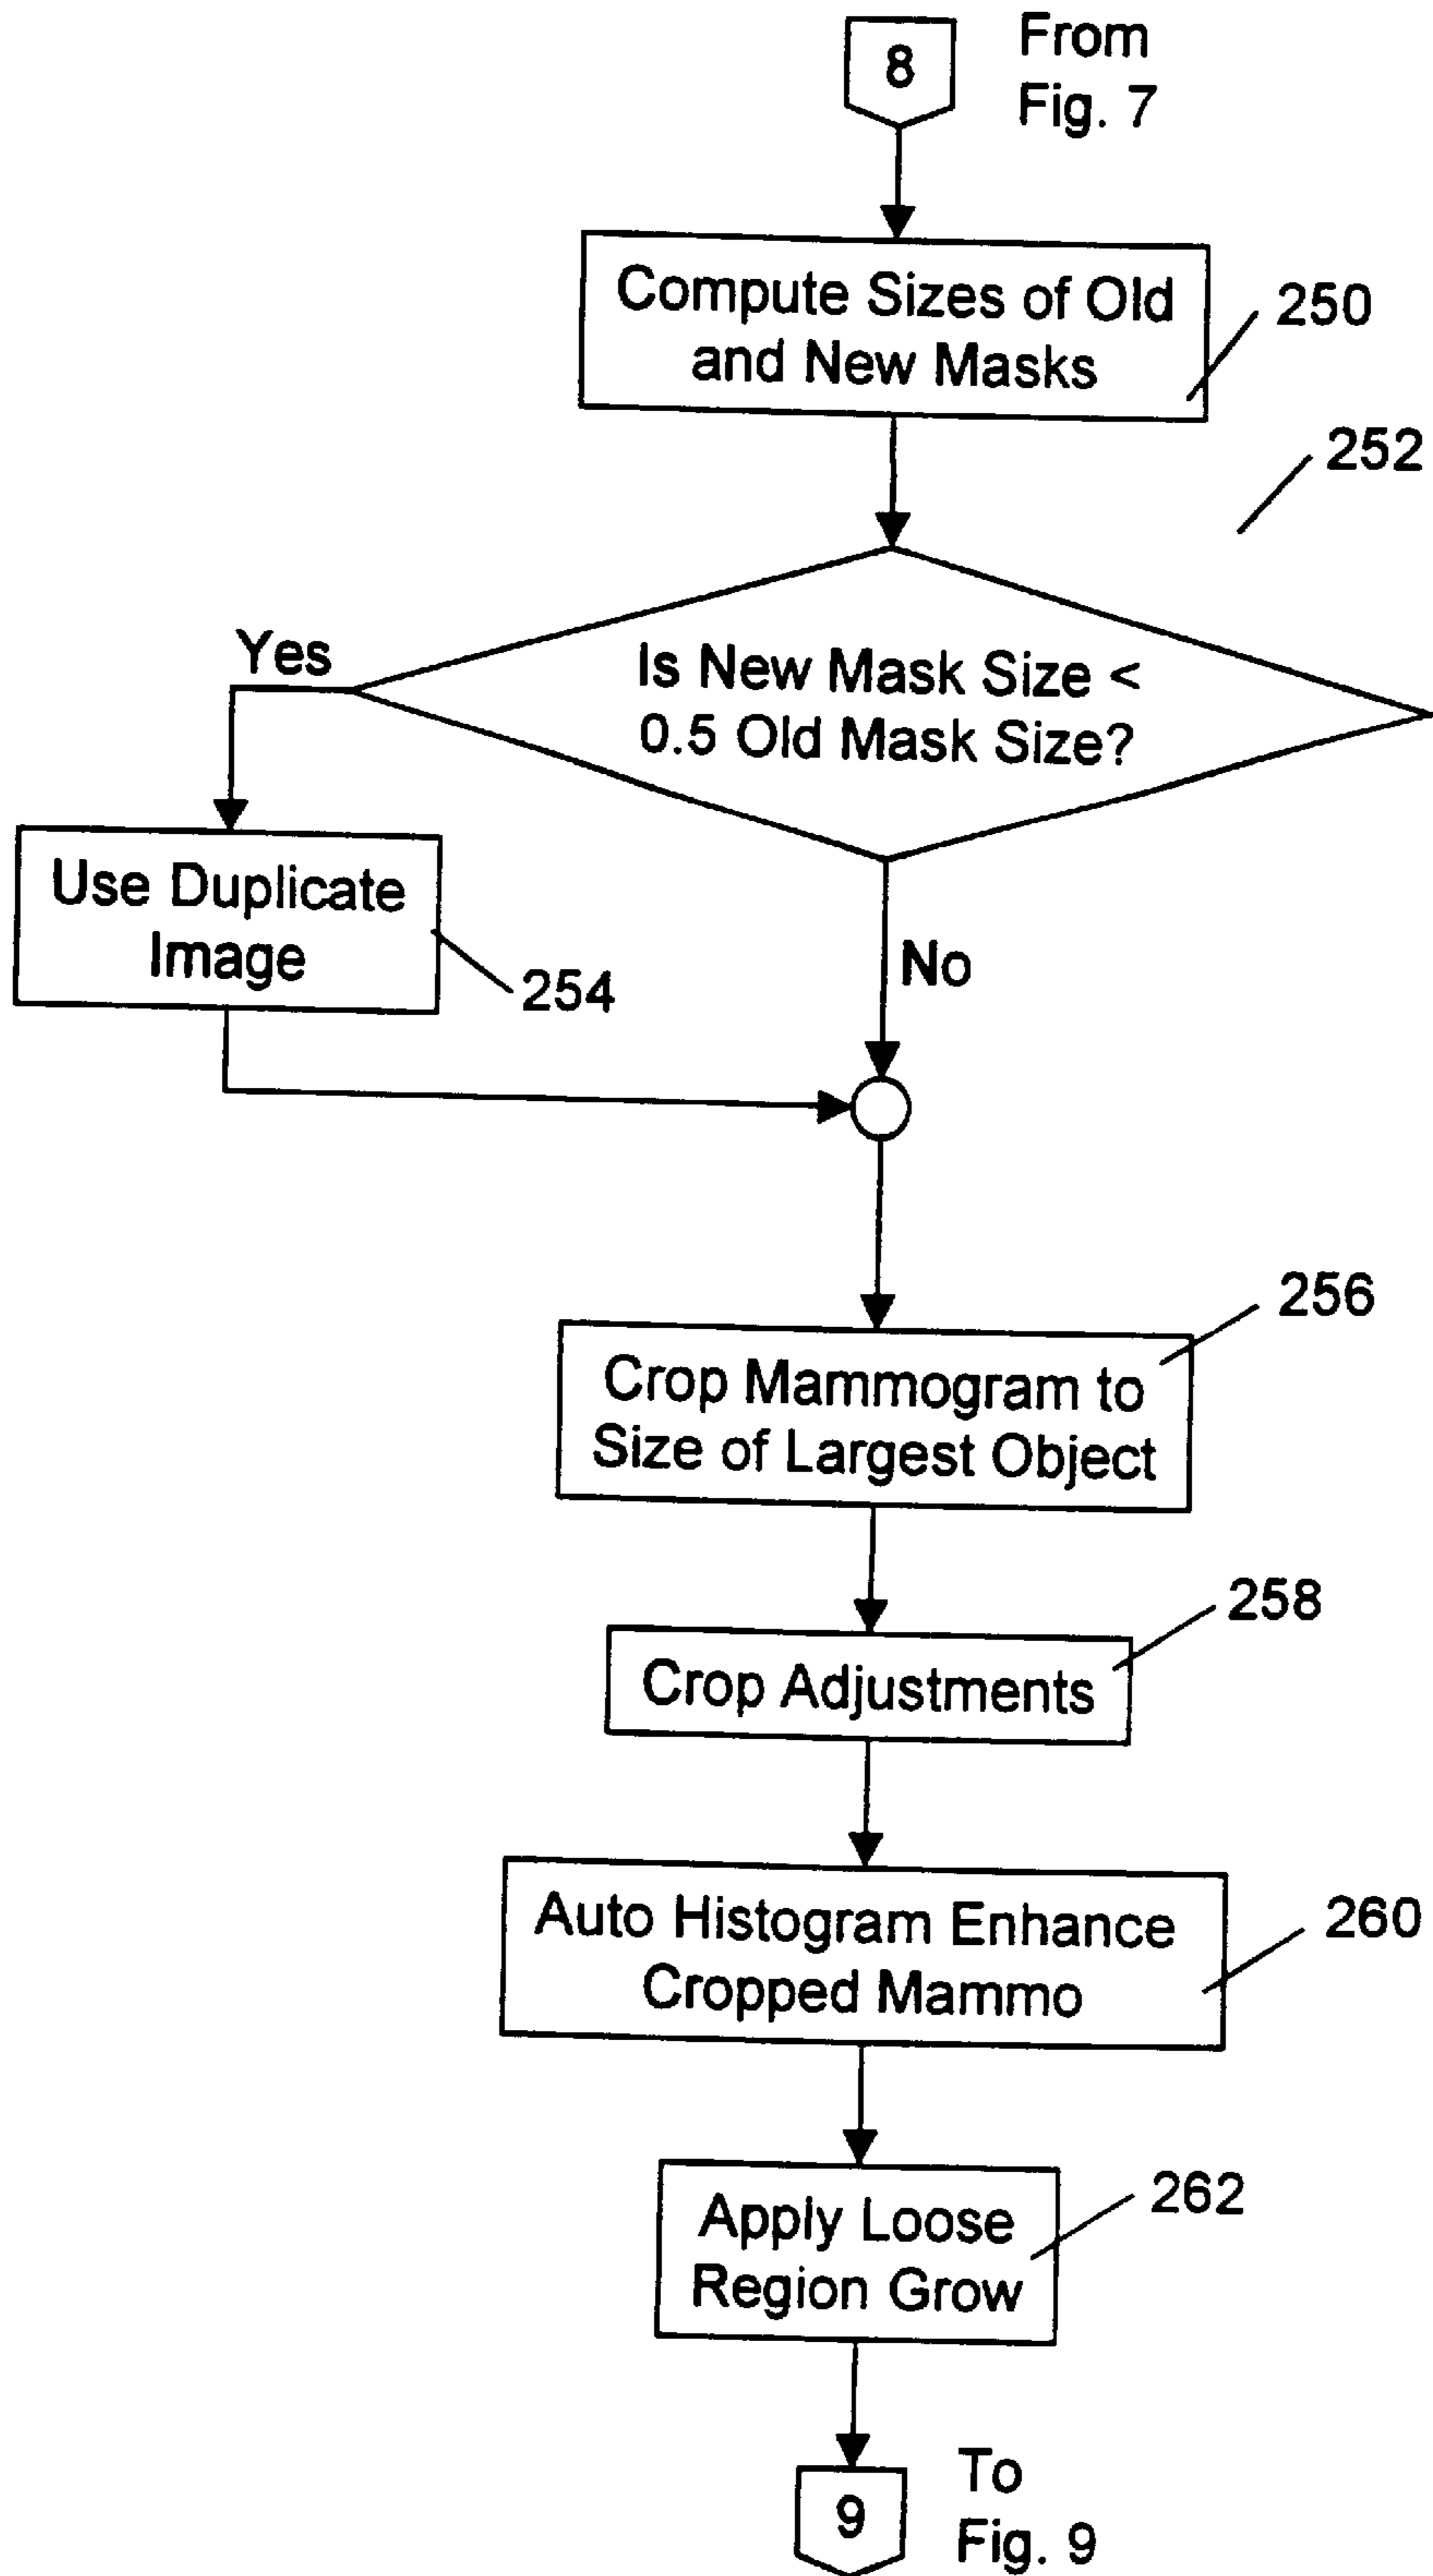 8
From
Fig. 7
Compute Sizes of Old
and New Masks
250
252
Yes
Is New Mask Size <
0.5 Old Mask Size?
Use Duplicate
Image
254
No
256
Crop Mammogram to
Size of Largest Object
258
Crop Adjustments
Auto Histogram Enhance
Cropped Mammo
260
Apply Loose
Region Grow
262
9
To
Fig. 9